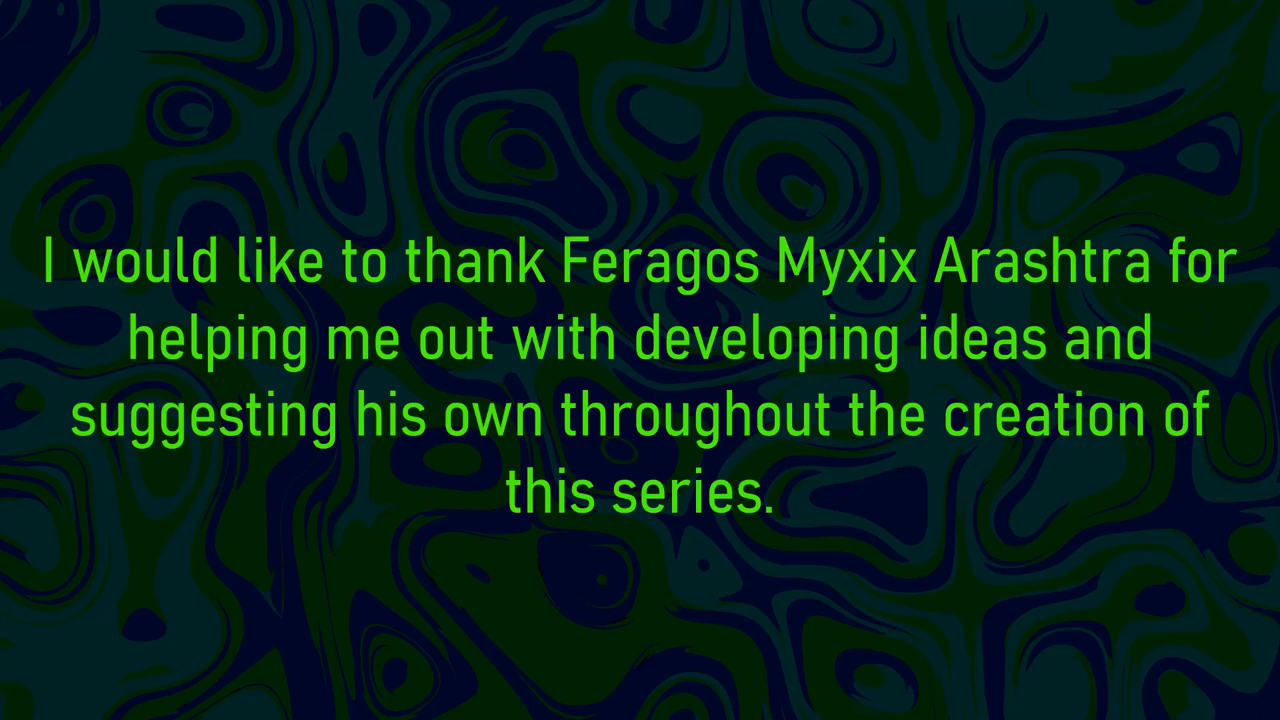 I would like to thank Feragos Myxix Arashtra for
helping me out with developing ideas and
suggesting his own throughout the creation of
this series.